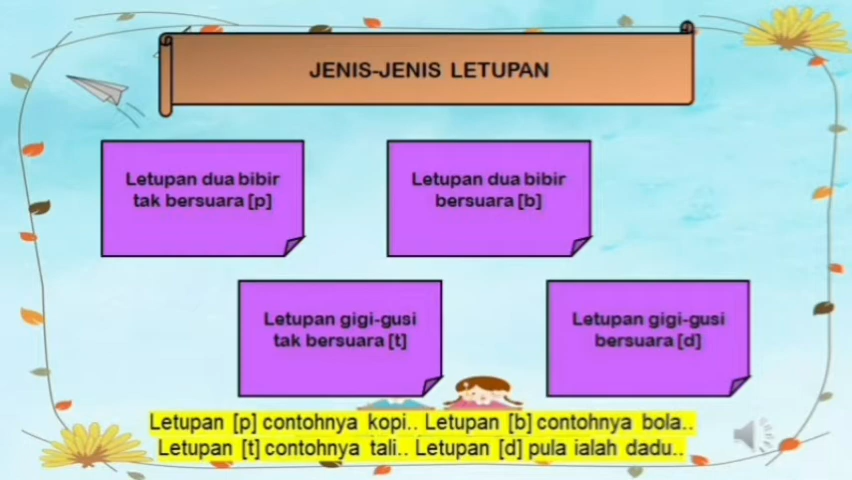 JENIS-JENIS LETUPAN
Letupan dua bibir
tak bersuara [p]
Letupan dua bibir
bersuara [b]
Letupan gigi-gusi
tak bersuara [t]
Letupan gigi-gusi
bersuara [d]
Letupan [p] contohnya kopi.. Letupan [b] contohnya bola..
Letupan [t] contohnya tali.. Letupan [d] pula ialah dadu..